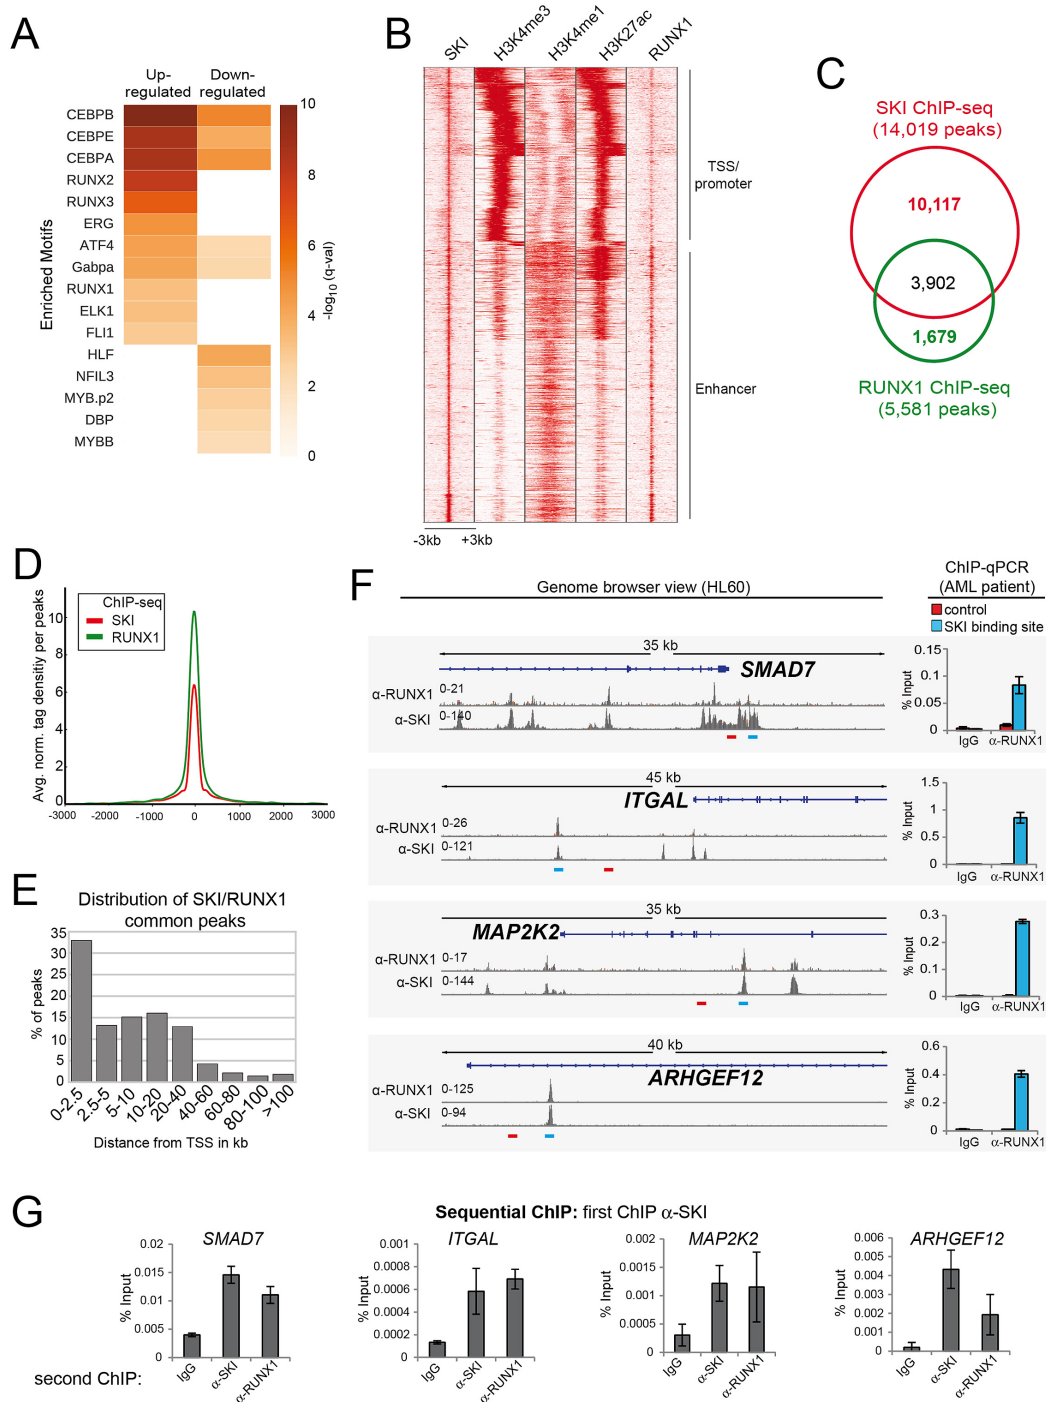 A
Up-
regulated
Down-
regulated
Enriched Motifs
CEBPB
CEBPE
CEBPA
RUNX2
RUNX3
ERG
ATF4
Gabpa
RUNX1
ELK1
FLI1
HLF
NFIL3
MYB.p2
DBP
MYBB
10
8
6
4
2
0
-log10 (q-val)
B
SKI
H3K4me3
H3K4me1
H3K27ac
RUNX1
TSS/
promoter
Enhancer
-3kb +3kb
C
SKI ChIP-seq
(14,019 peaks)
10,117
3,902
1,679
RUNX1 ChIP-seq
(5,581 peaks)
D
Avg. norm. tag densitiy per peaks
ChIP-seq
SKI
RUNX1
10
8
6
4
2
0
-3000 -2000 -1000 0 1000 2000 3000
E
Distribution of SKI/RUNX1
common peaks
% of peaks
35
30
25
20
15
10
5
0
0-2.5
2.5-5
5-10
10-20
20-40
40-60
60-80
80-100
>100
Distance from TSS in kb
F
Genome browser view (HL60)
ChIP-qPCR
(AML patient)
control
SKI binding site
35 kb
SMAD7
α-RUNX1 0-21
α-SKI 0-140
% Input
0.15
0.1
0.05
0
IgG α-RUNX1
45 kb
ITGAL
α-RUNX1 0-26
α-SKI 0-121
% Input
1.5
1
0.5
0
IgG α-RUNX1
35 kb
MAP2K2
α-RUNX1 0-17
α-SKI 0-144
% Input
0.3
0.2
0.1
0
IgG α-RUNX1
40 kb
ARHGEF12
α-RUNX1 0-125
α-SKI 0-94
% Input
0.6
0.4
0.2
0
IgG α-RUNX1
G
Sequential ChIP: first ChIP α-SKI
SMAD7
% Input
0.02
0.015
0.01
0.005
0
IgG
α-SKI
α-RUNX1
ITGAL
% Input
0.001
0.0008
0.0006
0.0004
0.0002
0
IgG
α-SKI
α-RUNX1
MAP2K2
% Input
0.002
0.0015
0.001
0.0005
0
IgG
α-SKI
α-RUNX1
ARHGEF12
% Input
0.006
0.005
0.004
0.003
0.002
0.001
0
IgG
α-SKI
α-RUNX1
second ChIP: